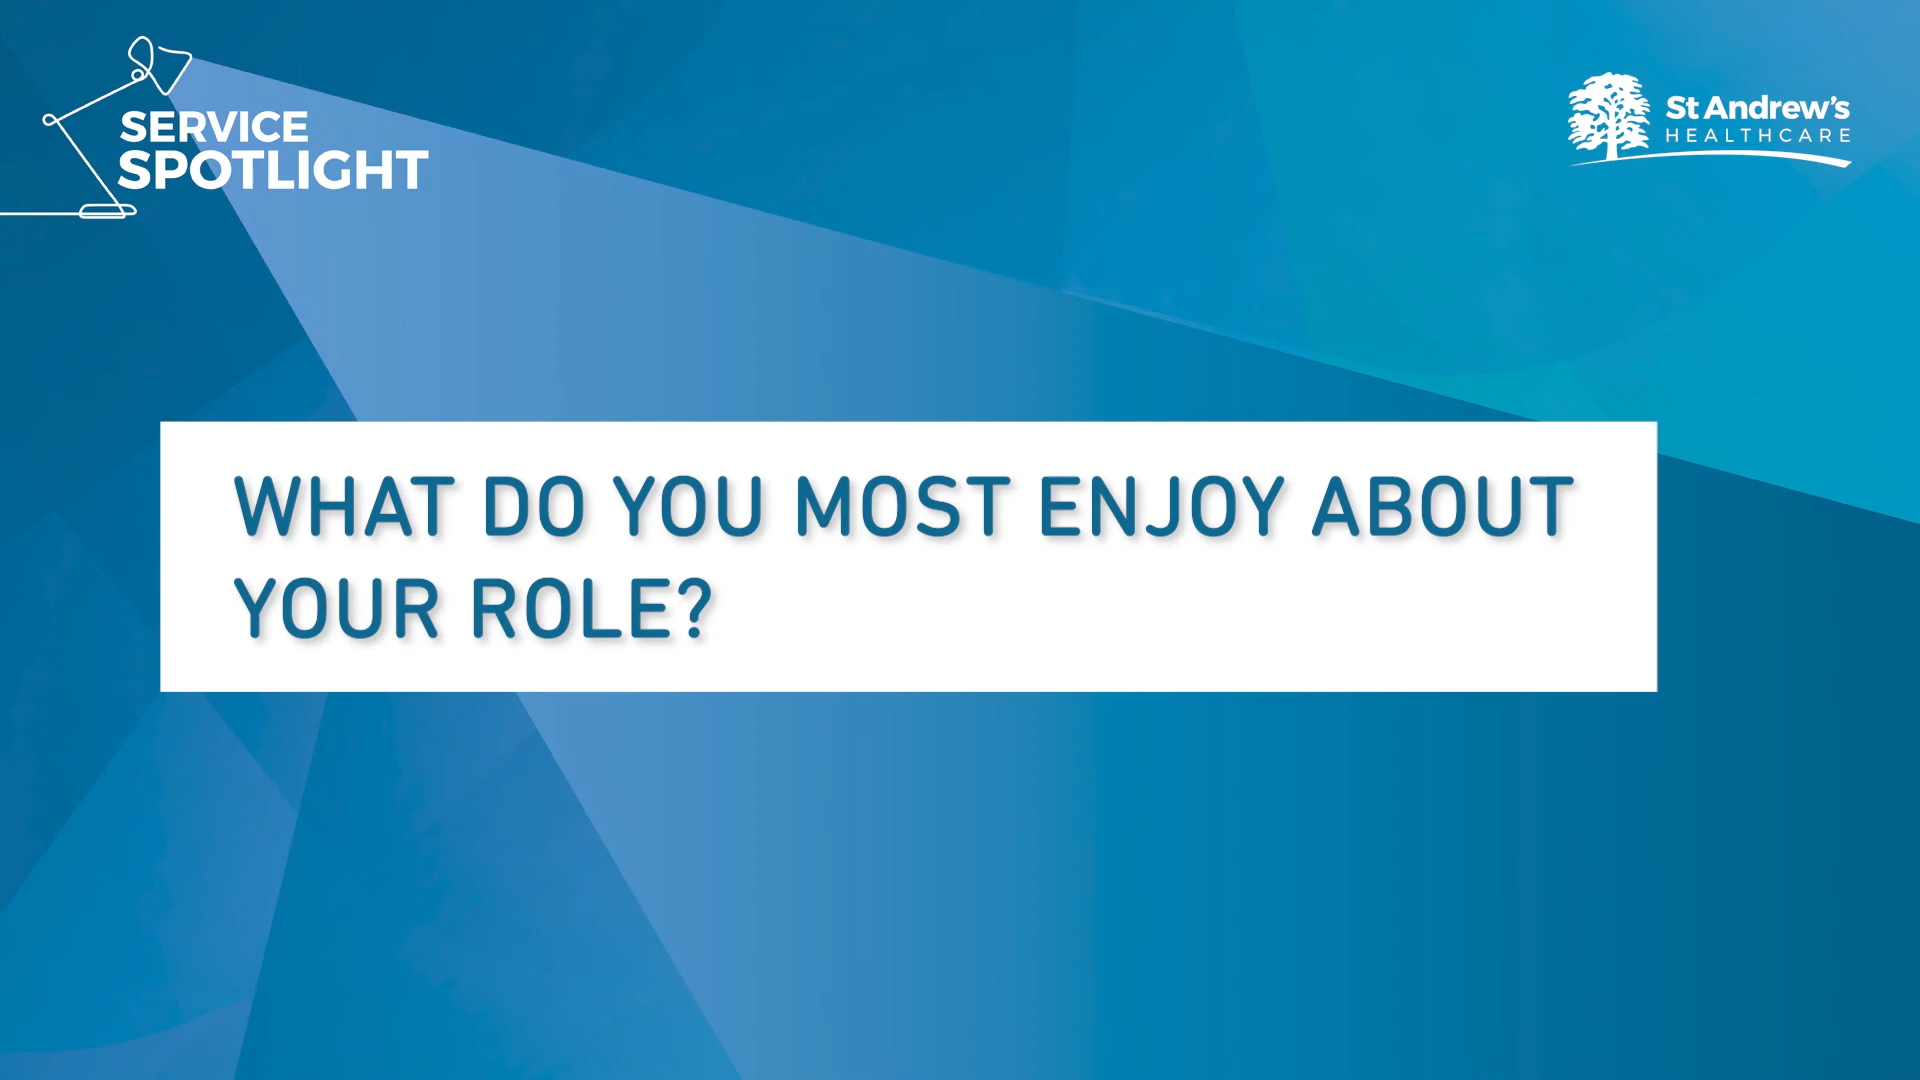 SERVICE
SPOTLIGHT
St Andrew's
HEALTHCARE
WHAT DO YOU MOST ENJOY ABOUT
YOUR ROLE?